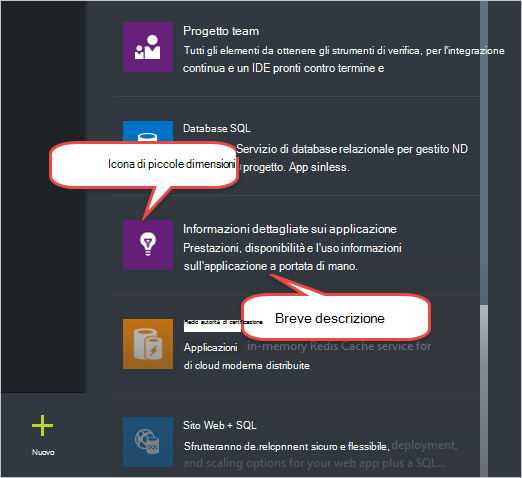 Progetto team
Tutti gli elementi da ottenere gli strumenti di verifica, per l'integrazione
continua e un IDE pronti contro termine e
Database SQL
Servizio di database relazionale per gestito ND
progetto. App sinless.
Icona di piccole dimensioni
Informazioni dettagliate sui applicazione
Prestazioni, disponibilità e l'uso informazioni
sull'applicazione a portata di mano.
Breve descrizione
autorità di certificazione
Applicazioni in-memory Redis Cache service for
di cloud moderna distribuite
Sito Web + SQL
Sfrutteranno de.relopnnent sicuro e flessibile, deployment,
and scaling options for your web app plus a SQL...
Nuovo